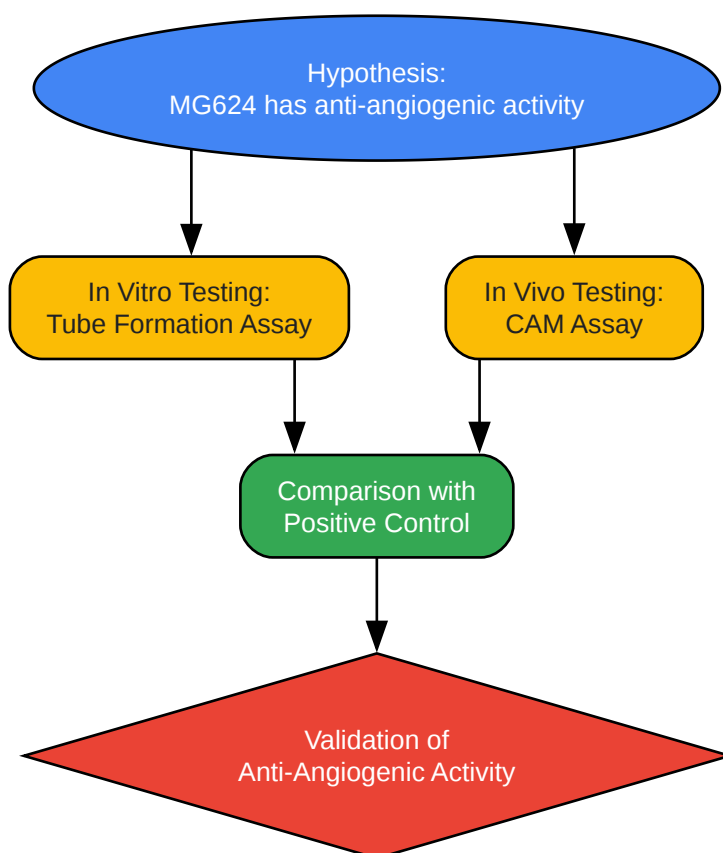 Hypothesis:
MG624 has anti-angiogenic activity
In Vitro Testing:
Tube Formation Assay
In Vivo Testing:
CAM Assay
Comparison with
Positive Control
Validation of
Anti-Angiogenic Activity